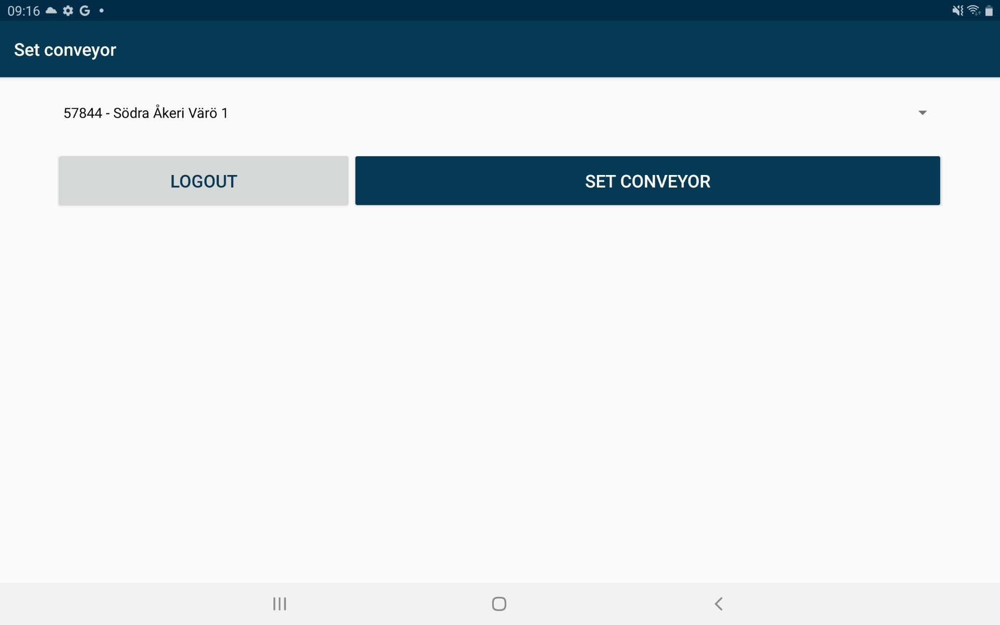 09:16
Set conveyor
57844 - Södra Åkeri Värö 1
LOGOUT
SET CONVEYOR